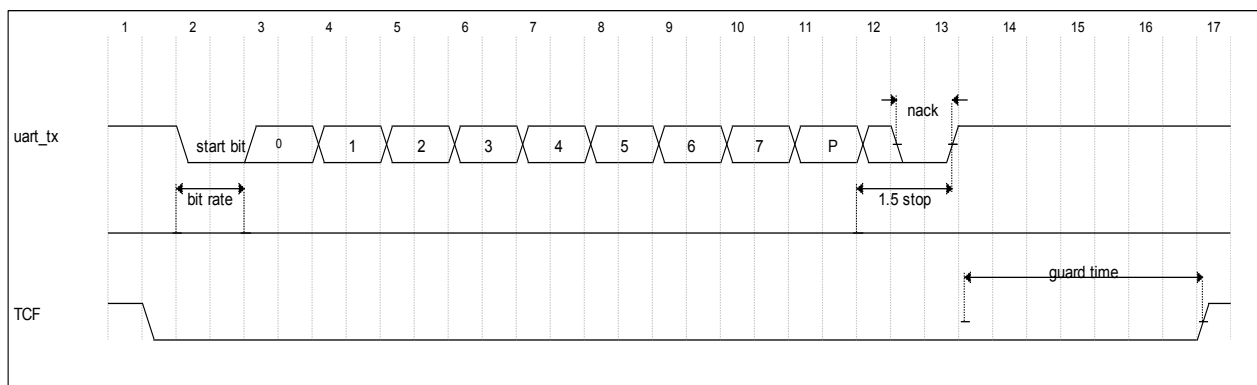 1 2 3 4 5 6 7 8 9 10 11 12 13 14 15 16 17
nack
uart_tx
start bit 0 1 2 3 4 5 6 7 P
bit rate
1.5 stop
guard time
TCF